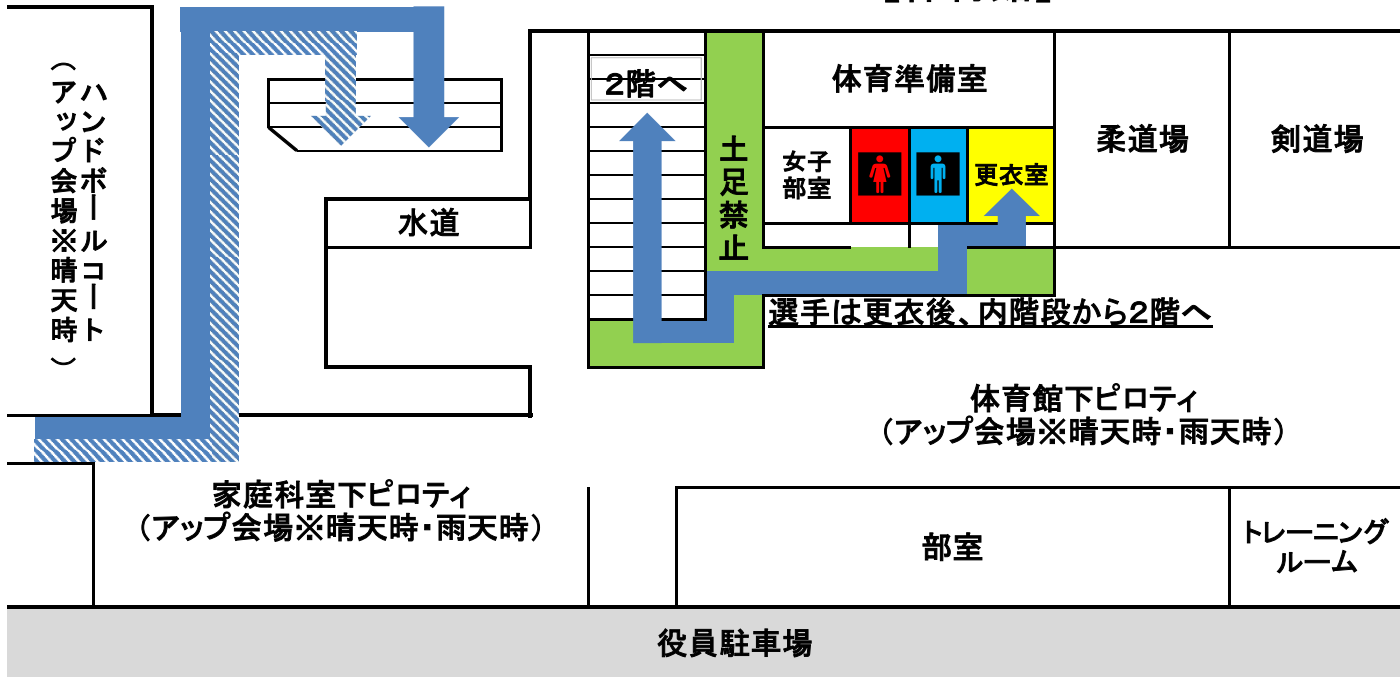 ハンドボールコート
（アップ会場※晴天時）
2階へ
土足禁止
体育準備室
女子
部室
更衣室
柔道場
剣道場
水道
選手は更衣後、内階段から2階へ
体育館下ピロティ
（アップ会場※晴天時・雨天時）
家庭科室下ピロティ
（アップ会場※晴天時・雨天時）
部室
トレーニング
ルーム
役員駐車場